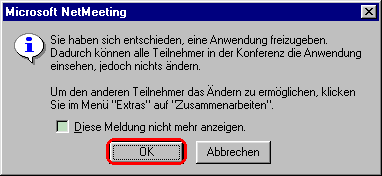 Microsoft NetMeeting
Sie haben sich entschieden, eine Anwendung freizugeben.
Dadurch können alle Teilnehmer in der Konferenz die Anwendung
einsehen, jedoch nichts ändern.
Um den anderen Teilnehmer das Ändern zu ermöglichen, klicken
Sie im Menü "Extras" auf "Zusammenarbeiten".
Diese Meldung nicht mehr anzeigen.
OK
Abbrechen